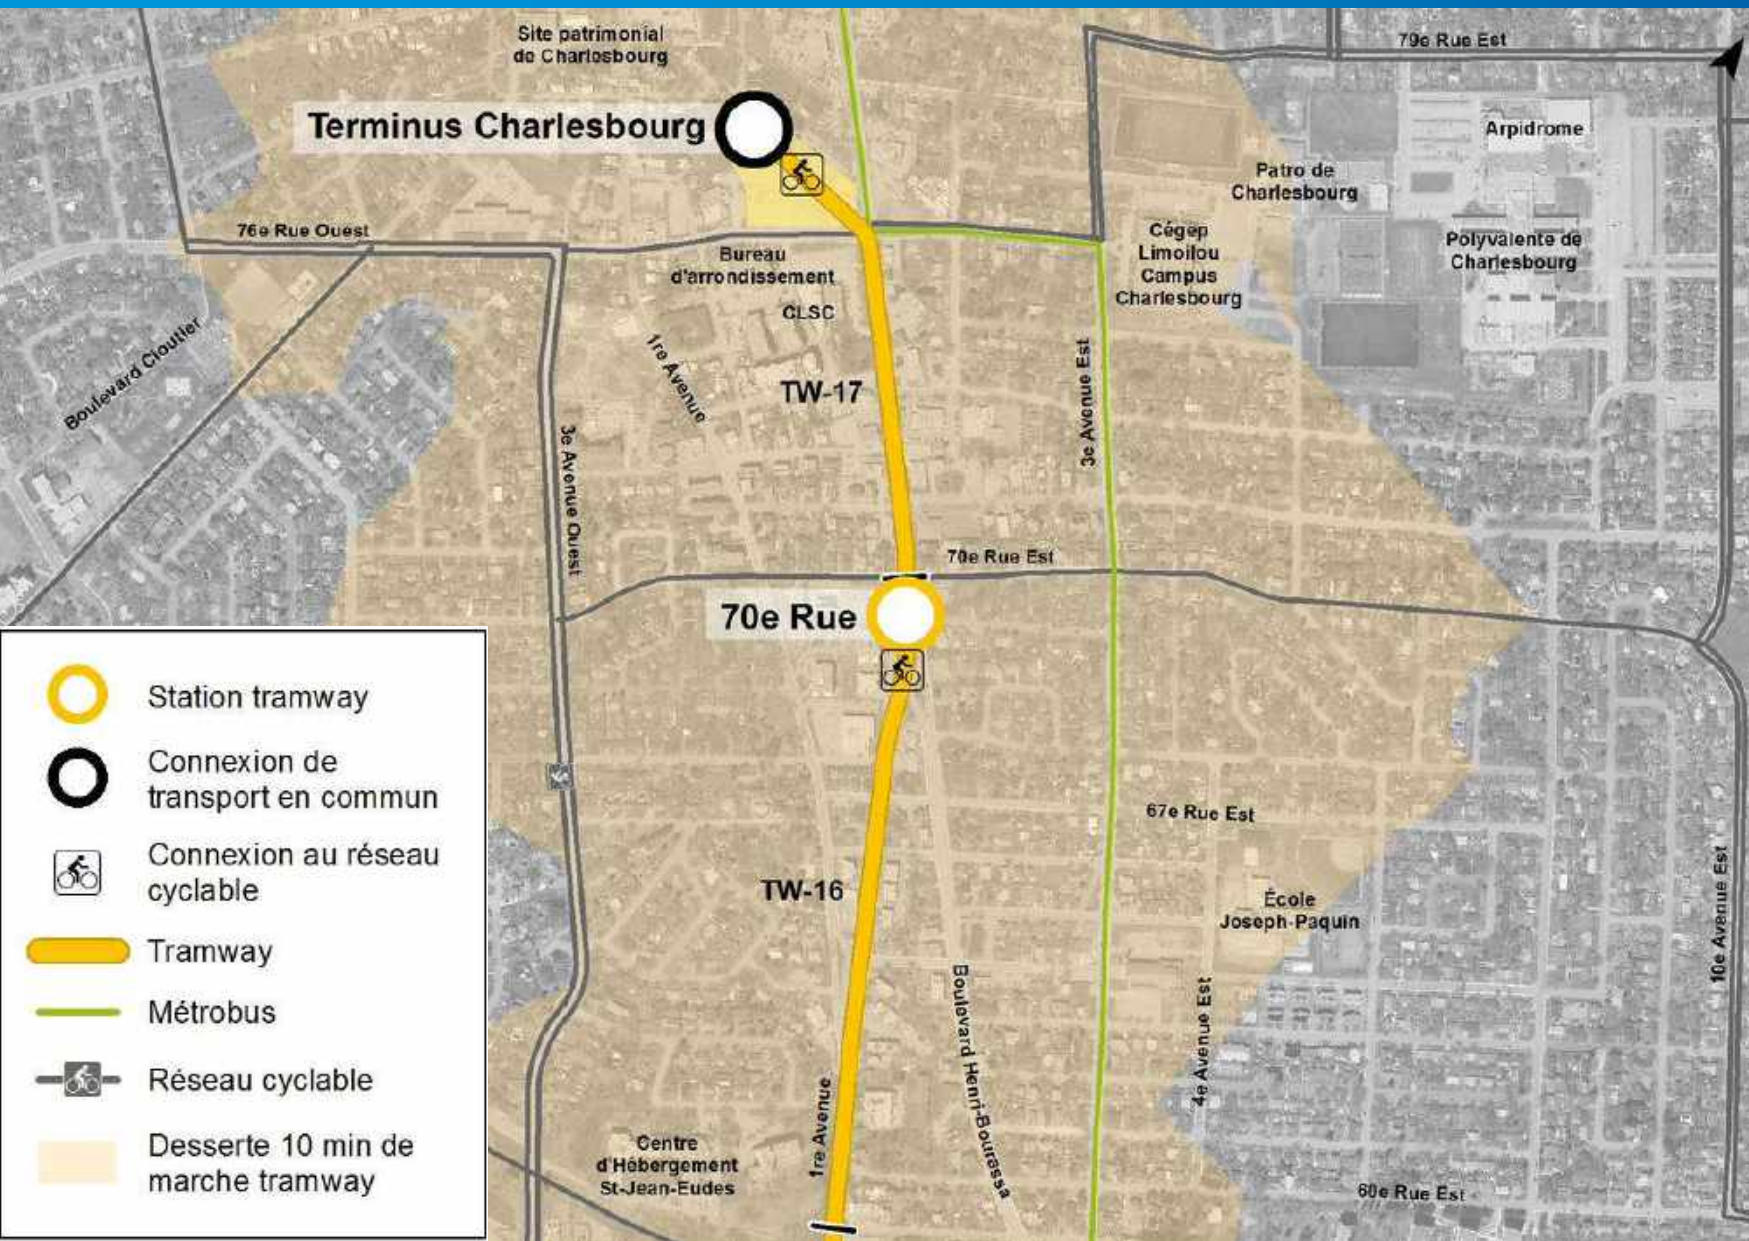 Site patrimonial
de Charlesbourg
79e Rue Est
Terminus Charlesbourg
Arpidrome
Patro de
Charlesbourg
76e Rue Ouest
Bureau
d'arrondissement
CLSC
Cégep
Limoilou
Campus
Charlesbourg
Polyvalente de
Charlesbourg
Boulevard Cloutier
1re Avenue
TW-17
3e Avenue Est
3e Avenue Ouest
70e Rue Est
70e Rue
67e Rue Est
TW-16
École
Joseph-Paquin
10e Avenue Est
Boulevard Henri-Bourassa
4e Avenue Est
1re Avenue
Centre
d'Hébergement
St-Jean-Eudes
60e Rue Est
Station tramway
Connexion de
transport en commun
Connexion au réseau
cyclable
Tramway
Métrobus
Réseau cyclable
Desserte 10 min de
marche tramway